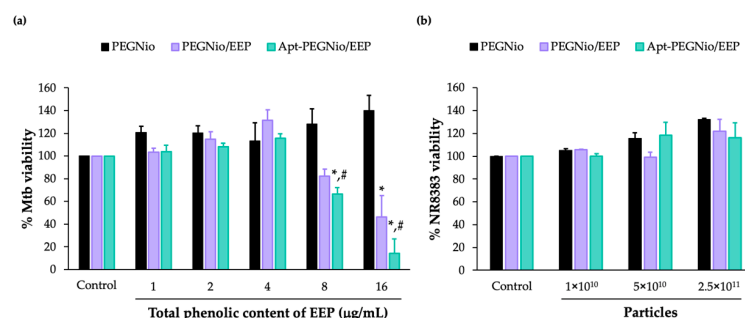 (a)
PEGNio PEGNio/EEP Apt-PEGNio/EEP
% Mtb viability
160
140
120
100
80
60
40
20
0
*,#
*
*,#
Control 1 2 4 8 16
Total phenolic content of EEP (µg/mL)
(b)
PEGNio PEGNio/EEP Apt-PEGNio/EEP
% NR8383 viability
160
140
120
100
80
60
40
20
0
Control 1×10¹⁰ 5×10¹⁰ 2.5×10¹¹
Particles